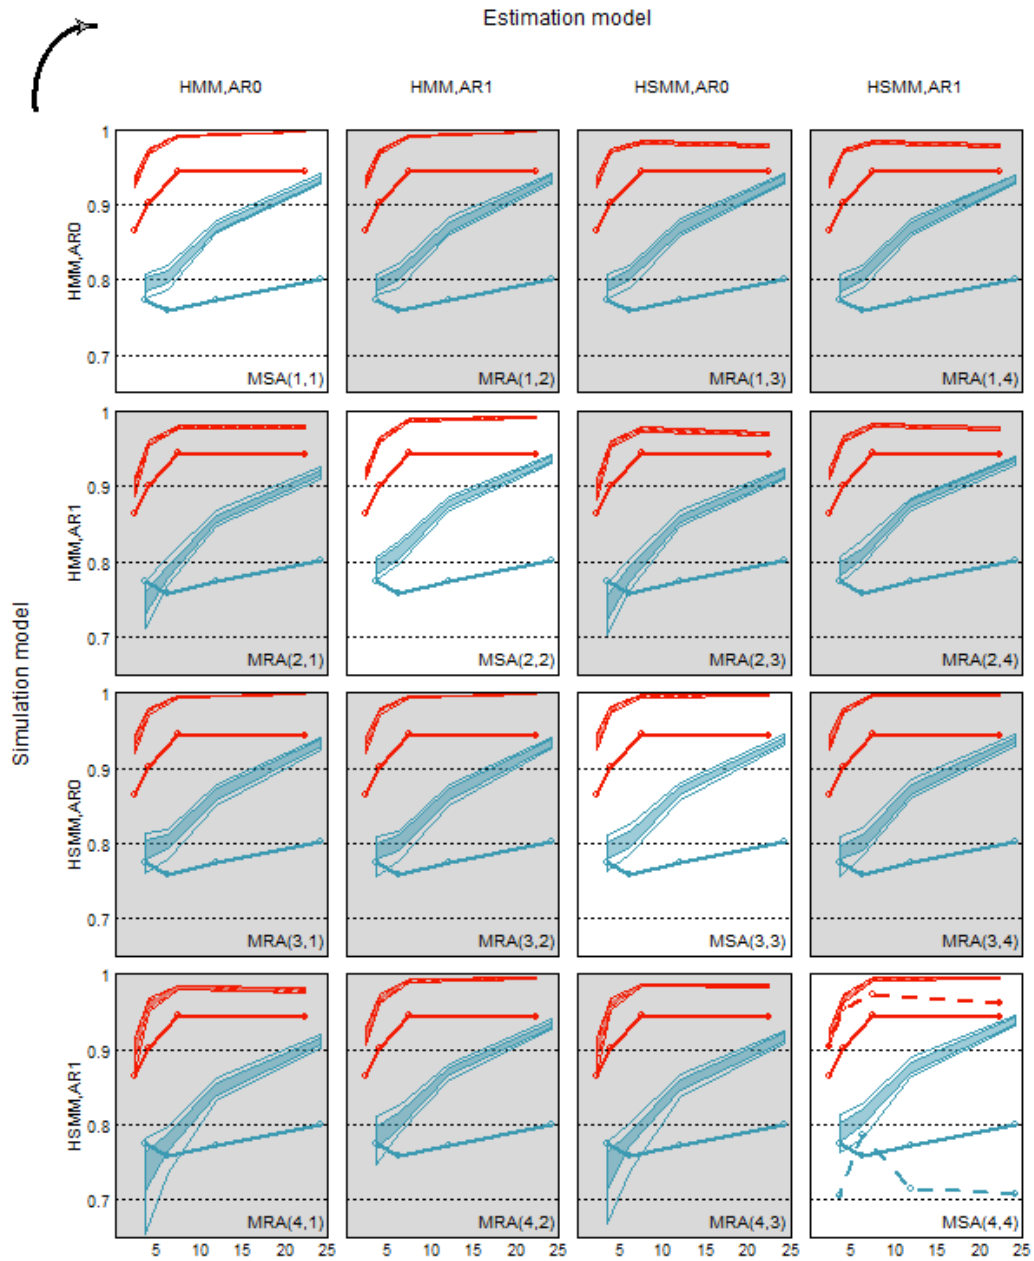 Estimation model
HMM,AR0 HMM,AR1 HSMM,AR0 HSMM,AR1
Simulation model
HMM,AR0
1
0.9
0.8
0.7
MSA(1,1) MRA(1,2) MRA(1,3) MRA(1,4)
HMM,AR1
1
0.9
0.8
0.7
MRA(2,1) MSA(2,2) MRA(2,3) MRA(2,4)
HSMM,AR0
1
0.9
0.8
0.7
MRA(3,1) MRA(3,2) MSA(3,3) MRA(3,4)
HSMM,AR1
1
0.9
0.8
0.7
MRA(4,1) MRA(4,2) MRA(4,3) MSA(4,4)
5 10 15 20 25 5 10 15 20 25 5 10 15 20 25 5 10 15 20 25